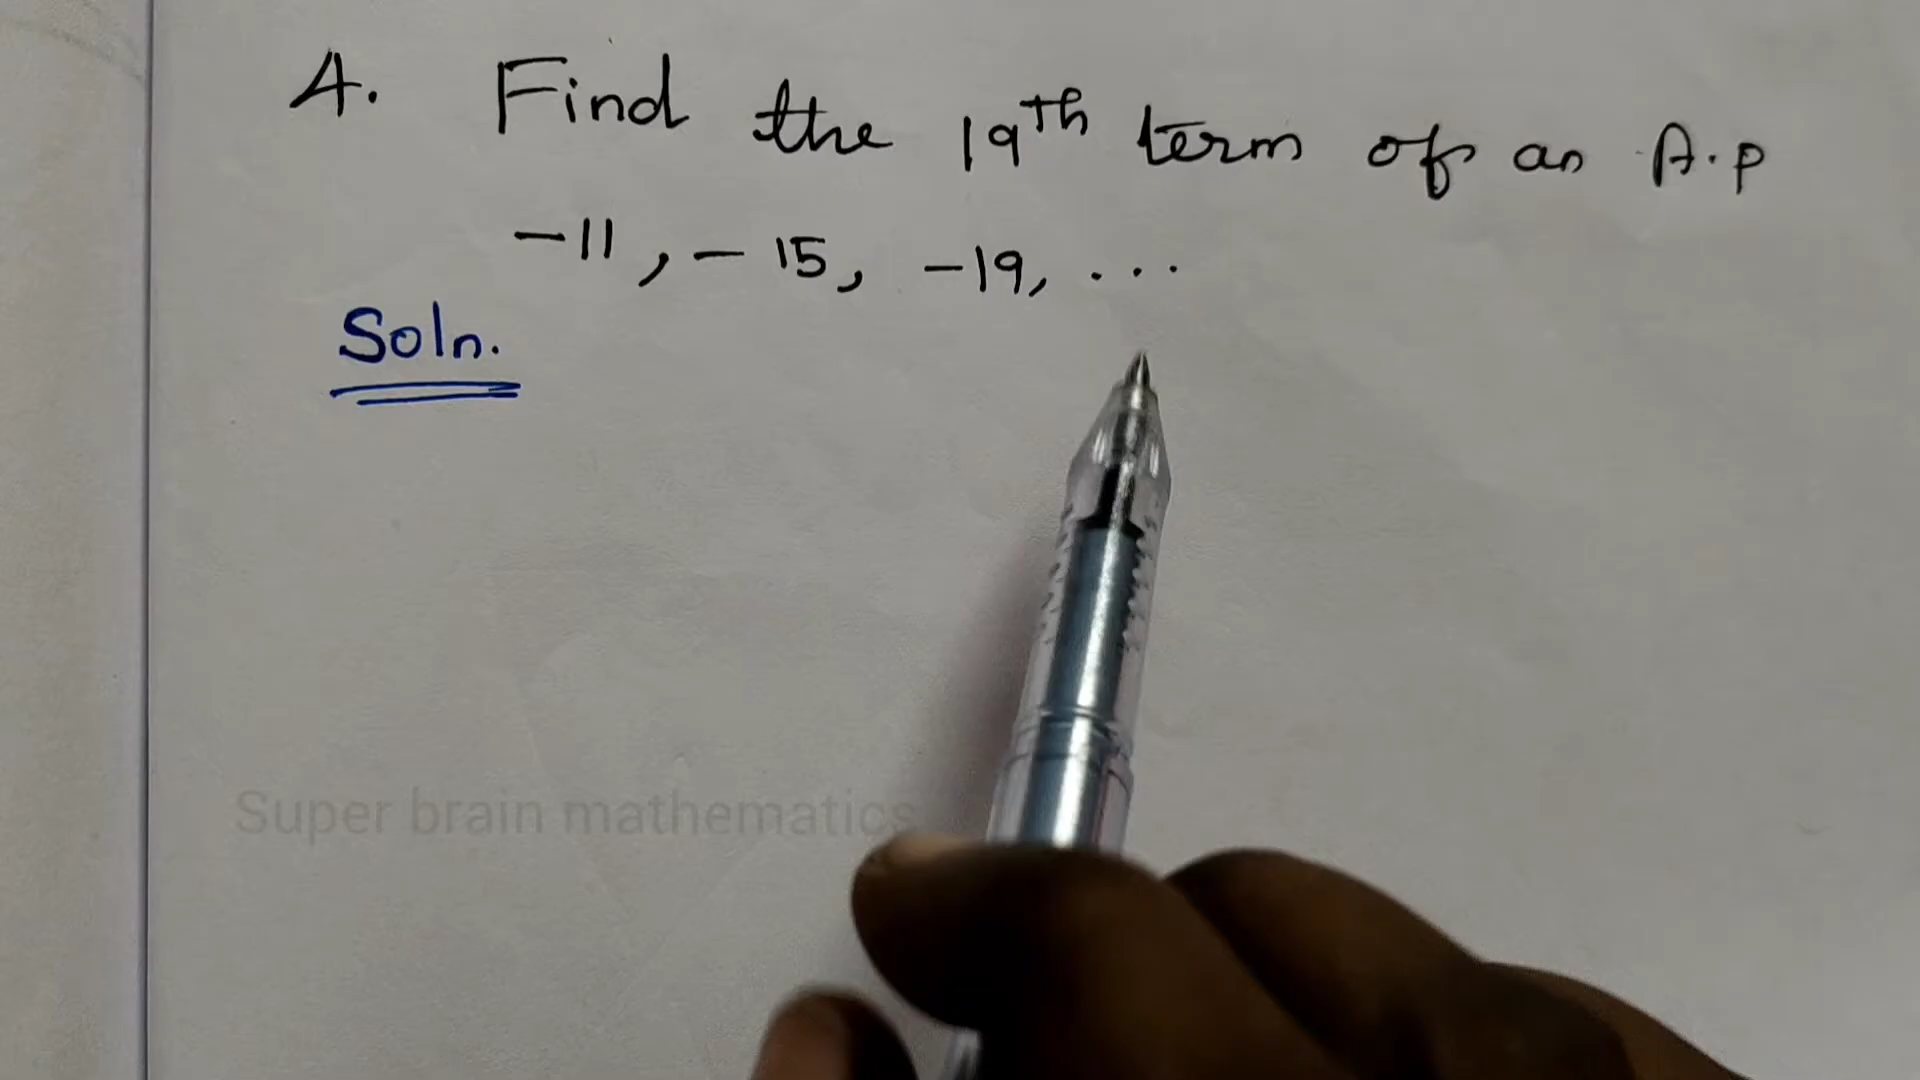 4. Find the 19th term of an A.P
-11, -15, -19, ...
Soln.
Super brain mathematics